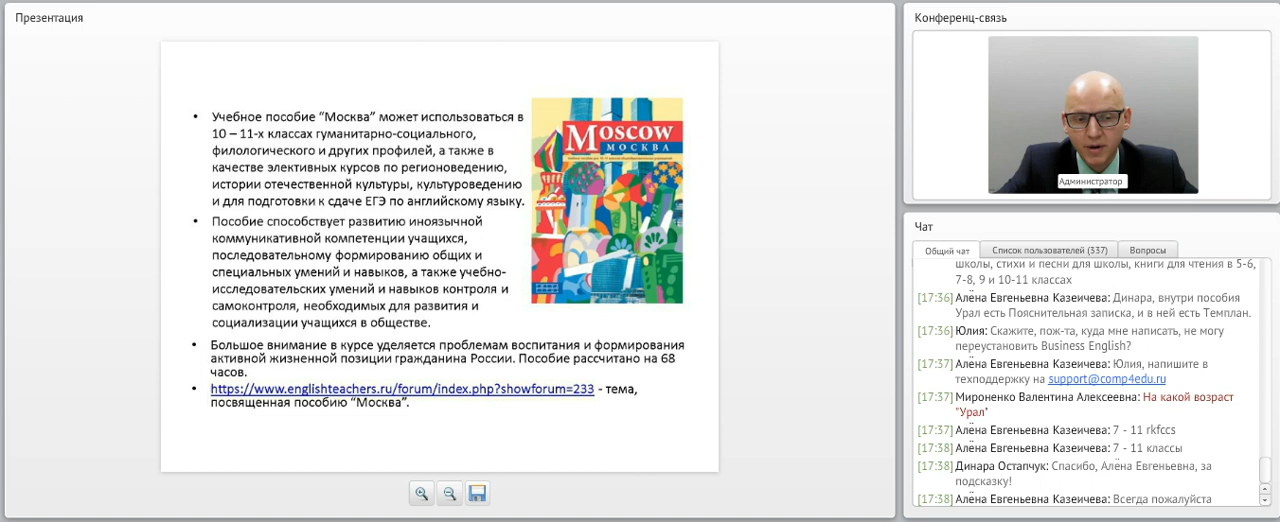 Презентация
Учебное пособие “Москва” может использоваться в
10 – 11-х классах гуманитарно-социального,
филологического и других профилей, а также в
качестве элективных курсов по регионоведению,
истории отечественной культуры, культуроведению
и для подготовки к сдаче ЕГЭ по английскому языку.
Пособие способствует развитию иноязычной
коммуникативной компетенции учащихся,
последовательному формированию общих и
специальных умений и навыков, а также учебно-
исследовательских умений и навыков контроля и
самоконтроля, необходимых для развития и
социализации учащихся в обществе.
Большое внимание в курсе уделяется проблемам воспитания и формирования
активной жизненной позиции гражданина России. Пособие рассчитано на 68
часов.
https://www.englishteachers.ru/forum/index.php?showforum=233 - тема,
посвященная пособию “Москва”.
MOSCOW
МОСКВА
Конференц-связь
Администратор
Чат
Общий чат
Список пользователей (337)
Вопросы
школы, стихи и песни для школы, книги для чтения в 5-6,
7-8, 9 и 10-11 классах
[17:36] Алёна Евгеньевна Казеичева: Динара, внутри пособия
Урал есть Пояснительная записка, и в ней есть Темплан.
[17:36] Юлия: Скажите, пож-та, куда мне написать, не могу
переустановить Business English?
[17:37] Алёна Евгеньевна Казеичева: Юлия, напишите в
техподдержку на support@comp4edu.ru
[17:37] Мироненко Валентина Алексеевна: На какой возраст
"Урал"
[17:37] Алёна Евгеньевна Казеичева: 7 - 11 rkfccs
[17:38] Алёна Евгеньевна Казеичева: 7 - 11 классы
[17:38] Динара Остапчук: Спасибо, Алёна Евгеньевна, за
подсказку!
[17:38] Алёна Евгеньевна Казеичева: Всегда пожалуйста